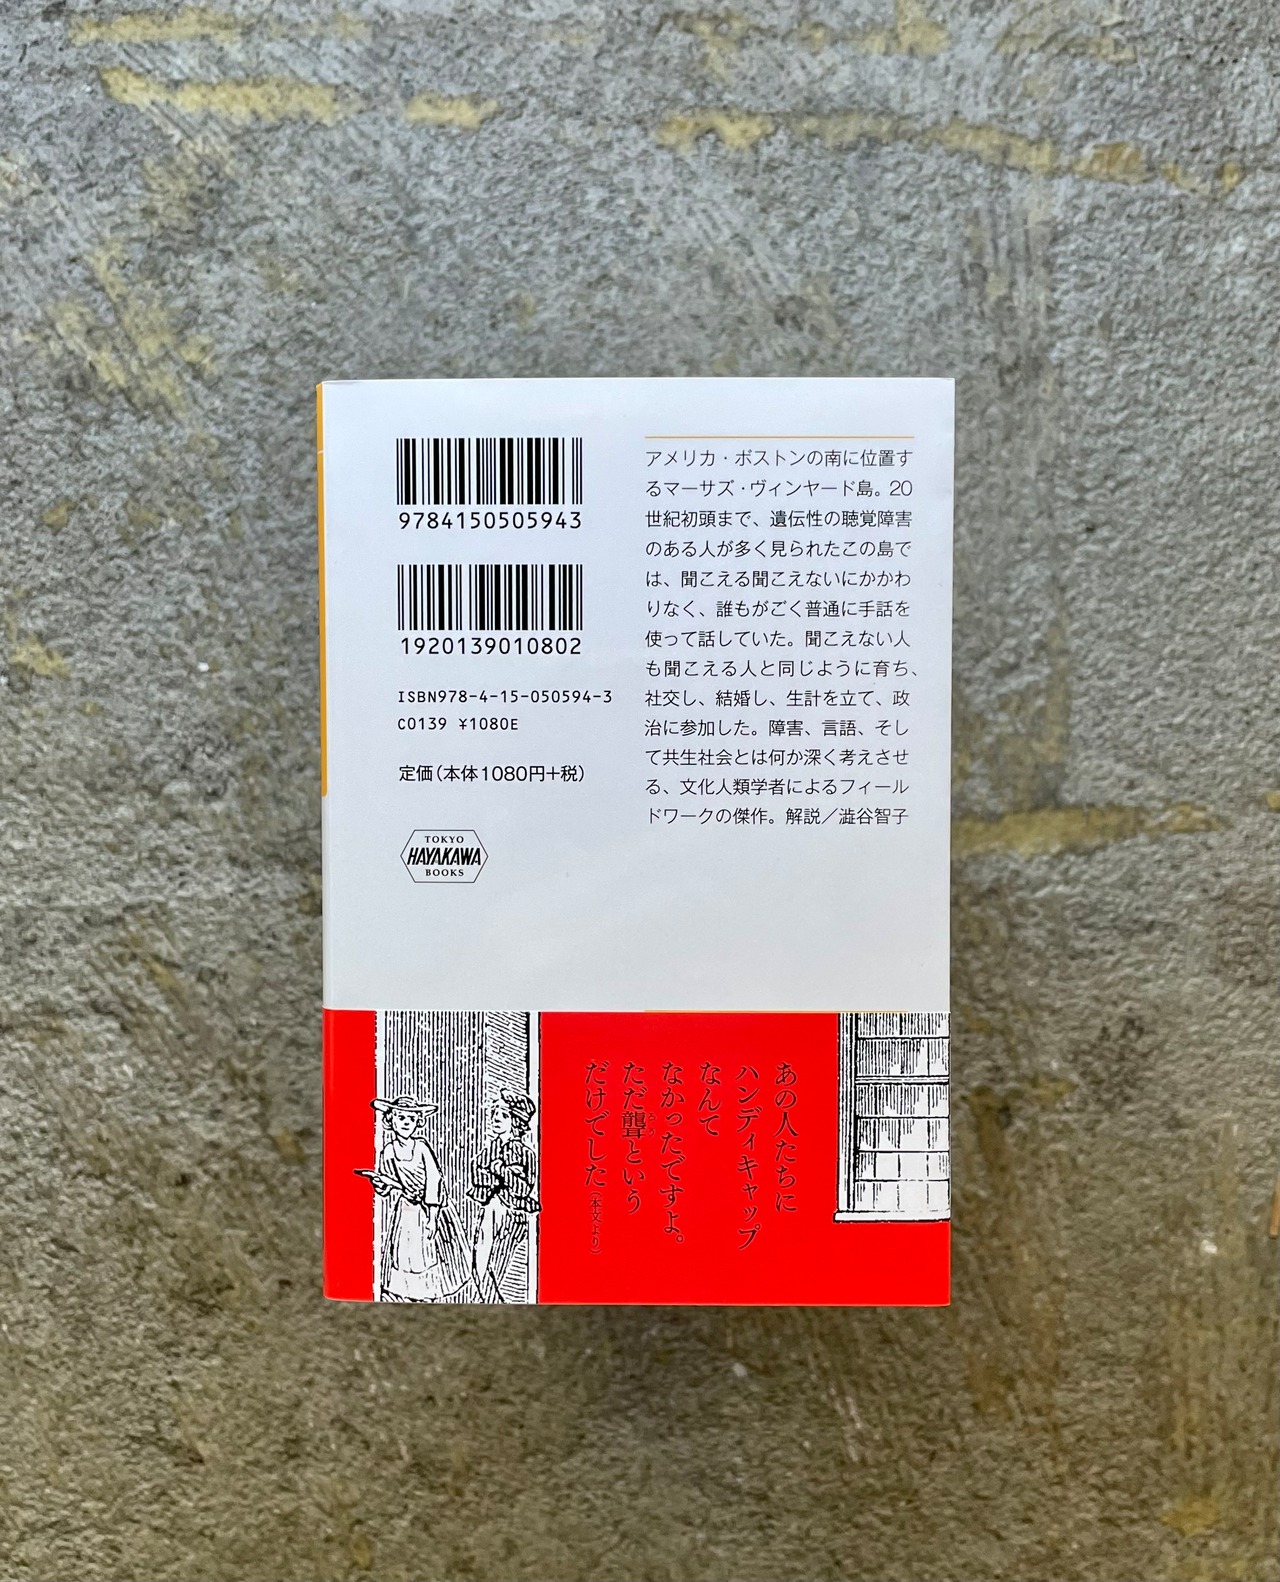 9784150505943
1920139010802
ISBN978-4-15-050594-3
C0139 ¥1080E
定価(本体1080円+税)
TOKYO
HAYAKAWA
BOOKS
アメリカ・ボストンの南に位置す
るマーサズ・ヴィンヤード島。20
世紀初頭まで、遺伝性の聴覚障害
のある人が多く見られたこの島で
は、聞こえる聞こえないにかかわ
りなく、誰もがごく普通に手話を
使って話していた。聞こえない人
も聞こえる人と同じように育ち、
社交し、結婚し、生計を立て、政
治に参加した。障害、言語、そし
て共生社会とは何か深く考えさせ
る、文化人類学者によるフィール
ドワークの傑作。解説/澁谷智子
あの人たちに
ハンディキャップ
なんて
なかったですよ。
ただ聾ろうという
だけでした(本文より)